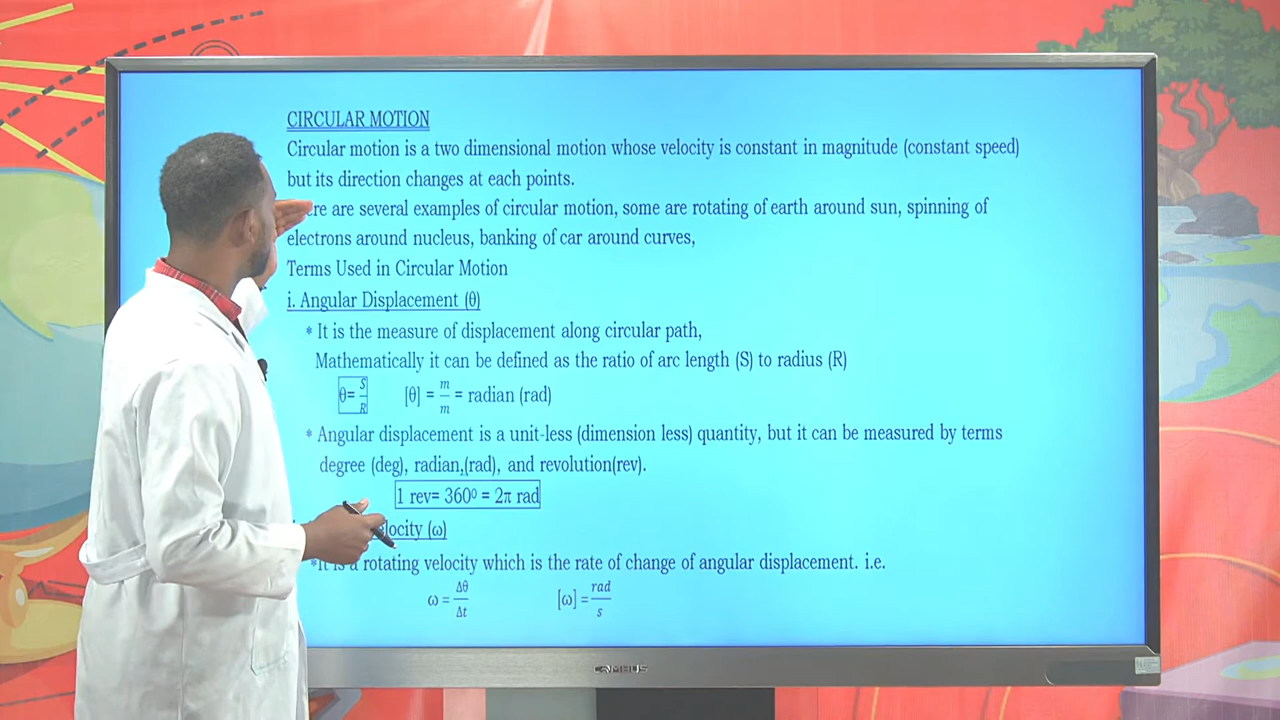 CIRCULAR MOTION
Circular motion is a two dimensional motion whose velocity is constant in magnitude (constant speed)
but its direction changes at each points.
re are several examples of circular motion, some are rotating of earth around sun, spinning of
electrons around nucleus, banking of car around curves,
Terms Used in Circular Motion
i. Angular Displacement (θ)
* It is the measure of displacement along circular path,
Mathematically it can be defined as the ratio of arc length (S) to radius (R)
θ= S/R [θ] = m/m = radian (rad)
* Angular displacement is a unit-less (dimension less) quantity, but it can be measured by terms
degree (deg), radian,(rad), and revolution(rev).
1 rev= 360⁰ = 2π rad
locity (ω)
*It is a rotating velocity which is the rate of change of angular displacement. i.e.
ω = Δθ/Δt [ω] = rad/s